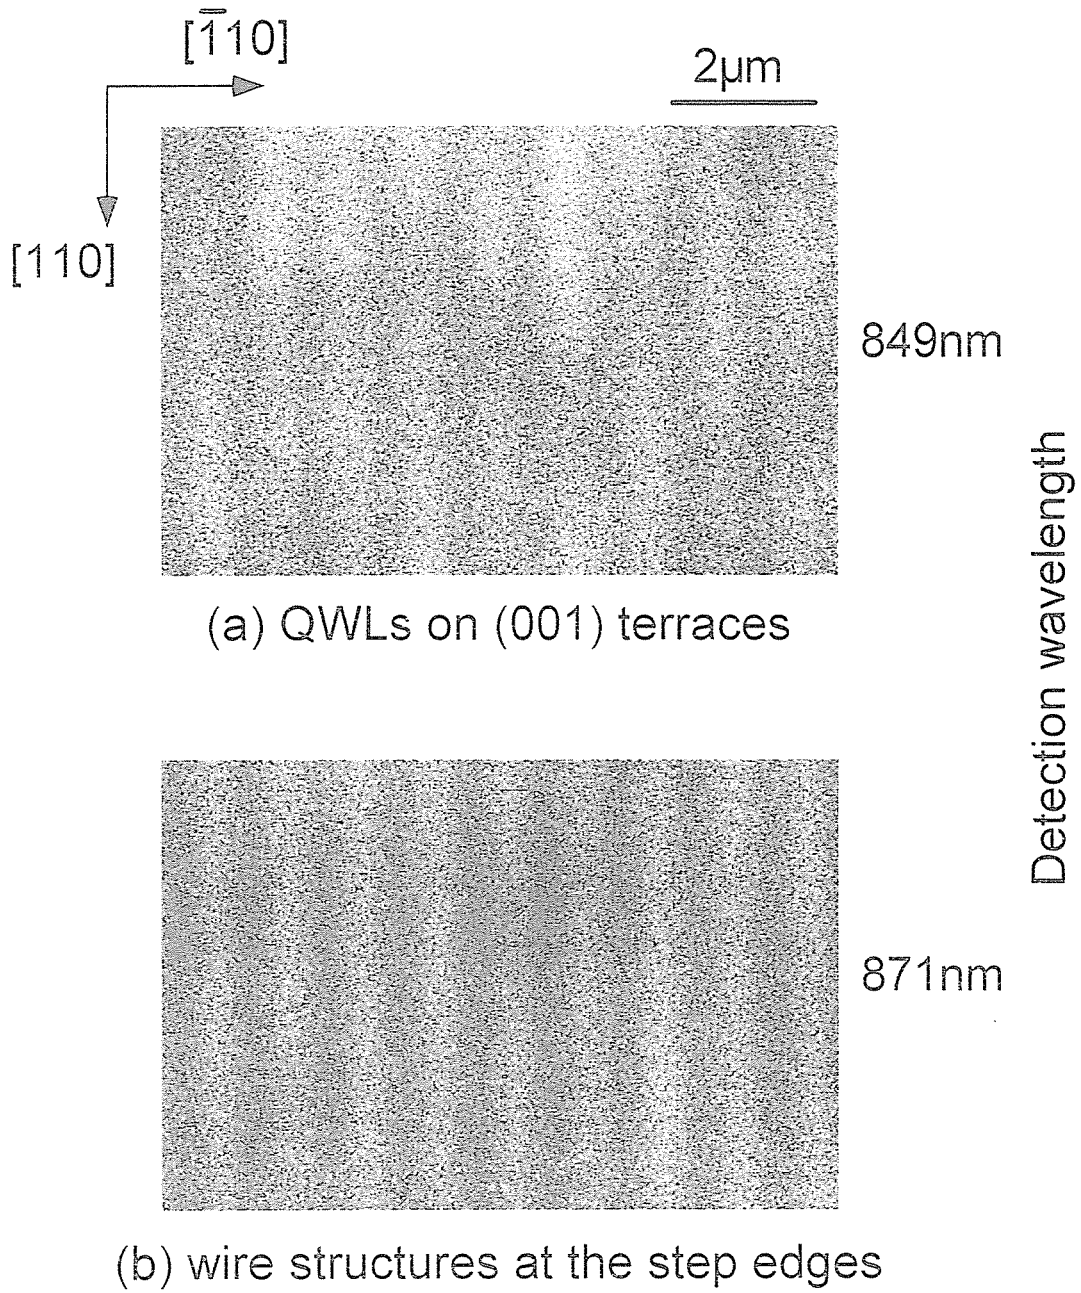 [1̅10]
2µm
[110]
849nm
(a) QWLs on (001) terraces
Detection wavelength
871nm
(b) wire structures at the step edges